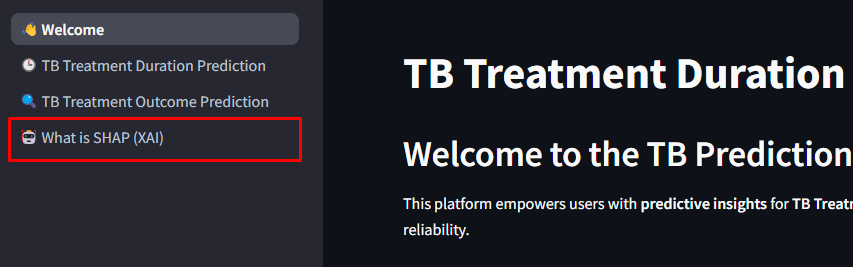 👋 Welcome
🕒 TB Treatment Duration Prediction
🔍 TB Treatment Outcome Prediction
🤖 What is SHAP (XAI)
TB Treatment Duration
Welcome to the TB Prediction
This platform empowers users with predictive insights for TB Treatm
reliability.